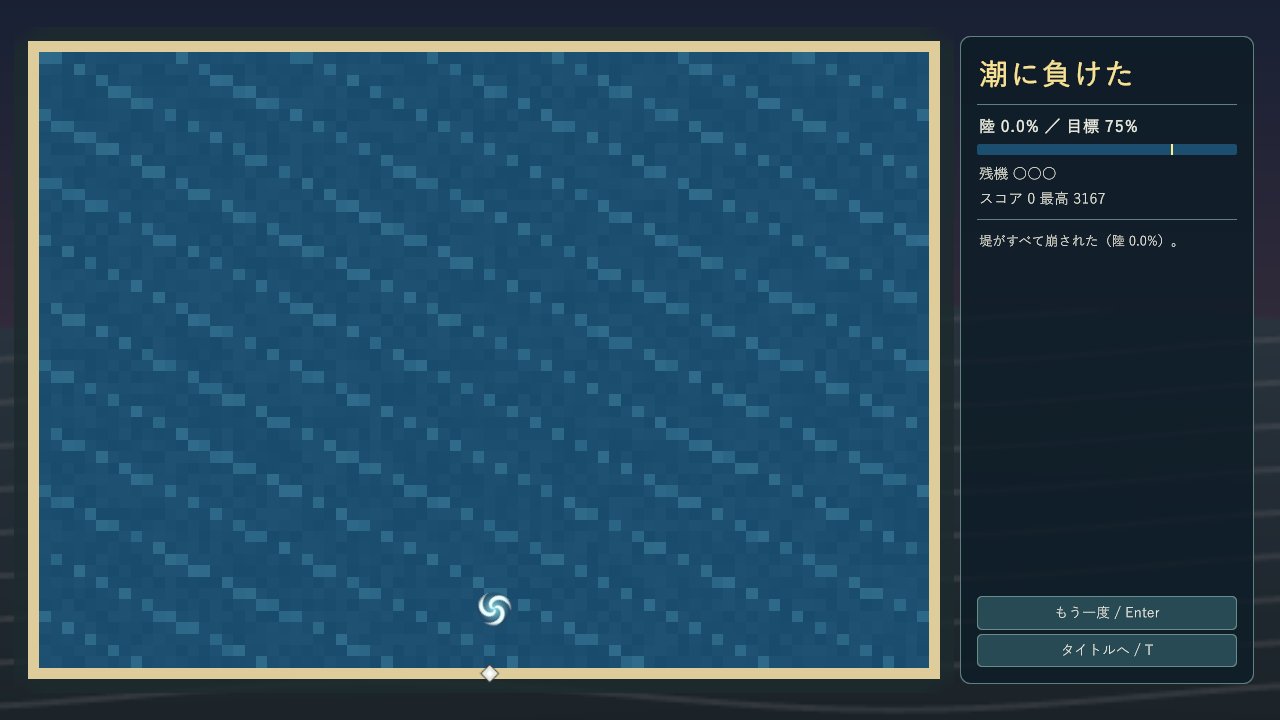 潮に負けた
陸 0.0% ／ 目標 75%
残機 〇〇〇
スコア 0 最高 3167
堤がすべて崩された（陸 0.0%）。
もう一度 / Enter
タイトルへ / T